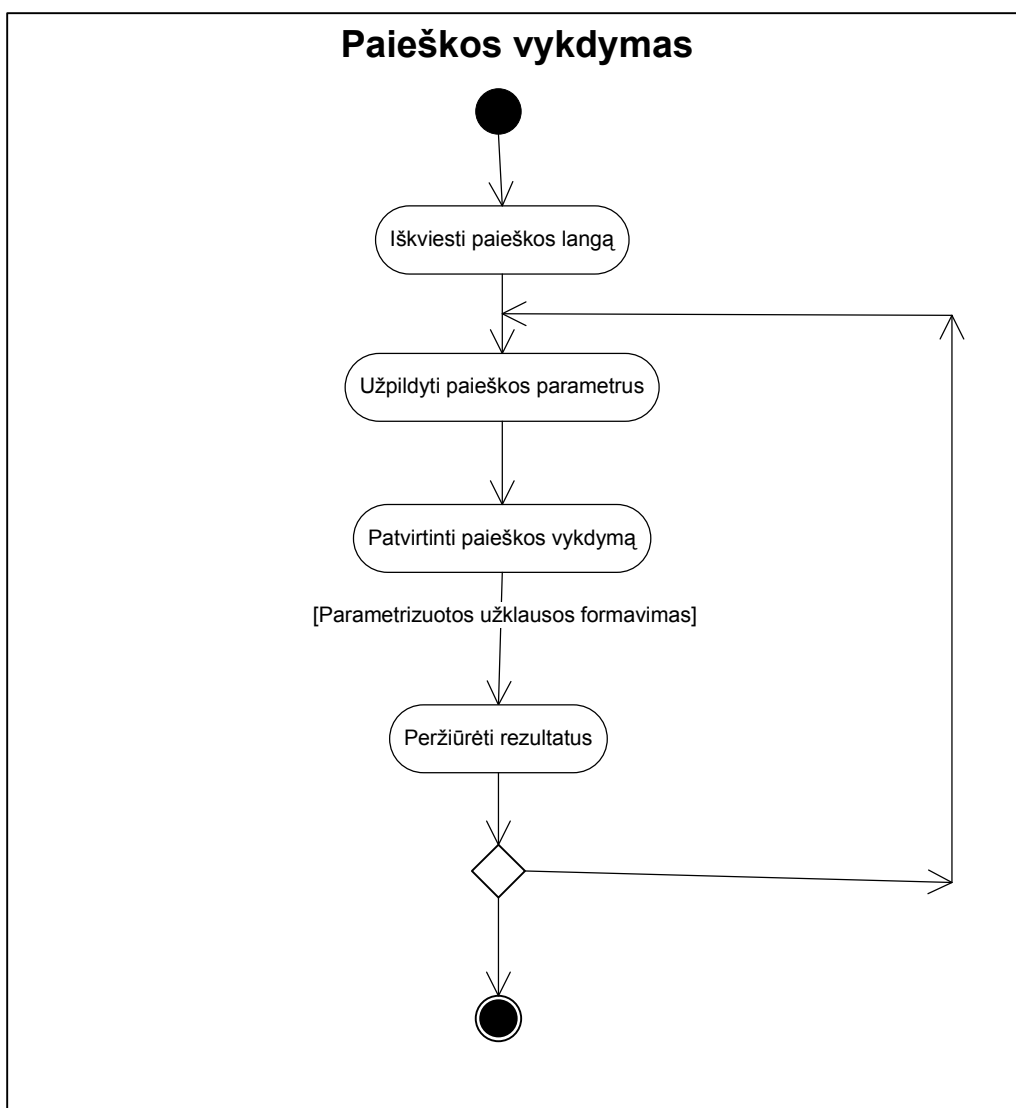 Paieškos vykdymas
Iškviesti paieškos langą
Užpildyti paieškos parametrus
Patvirtinti paieškos vykdymą
[Parametrizuotos užklausos formavimas]
Peržiūrėti rezultatus